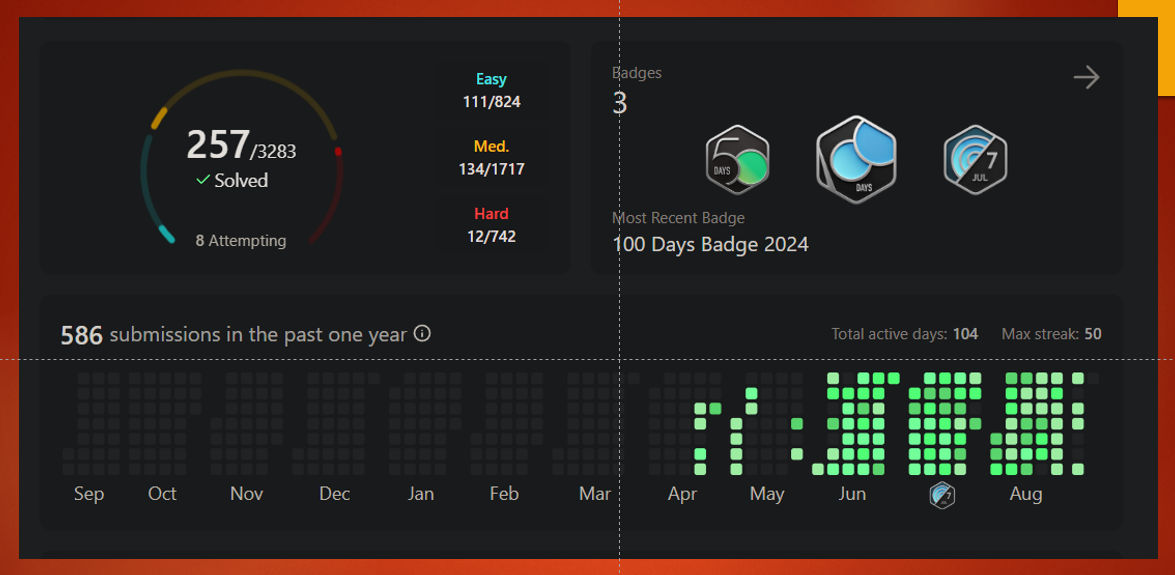 257/3283
Solved
8 Attempting
Easy
111/824
Med.
134/1717
Hard
12/742
Badges
3
50 DAYS
DAYS
7 JUL
Most Recent Badge
100 Days Badge 2024
586 submissions in the past one year
Total active days: 104 Max streak: 50
Sep Oct Nov Dec Jan Feb Mar Apr May Jun Aug